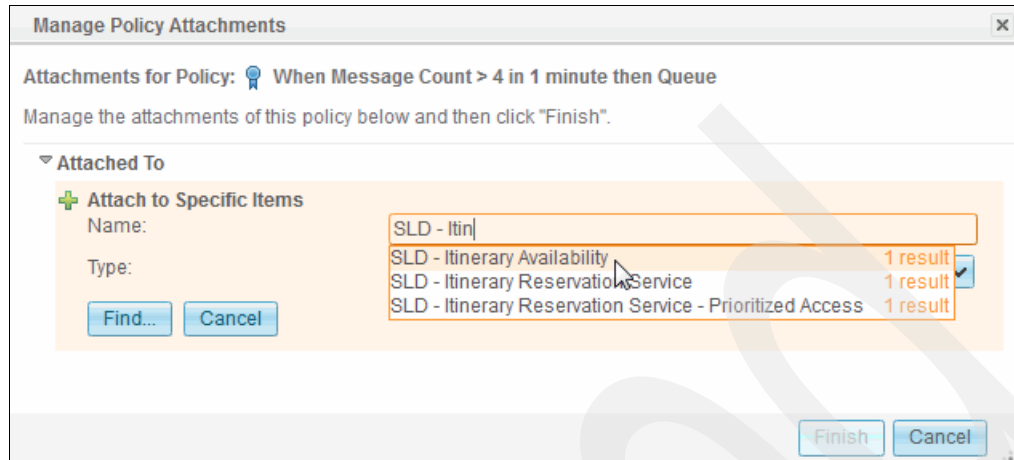 Manage Policy Attachments
Attachments for Policy: When Message Count > 4 in 1 minute then Queue
Manage the attachments of this policy below and then click "Finish".
Attached To
Attach to Specific Items
Name: SLD - Itin
SLD - Itinerary Availability 1 result
Type:
SLD - Itinerary Reservation Service 1 result
SLD - Itinerary Reservation Service - Prioritized Access 1 result
Find... Cancel
Finish Cancel